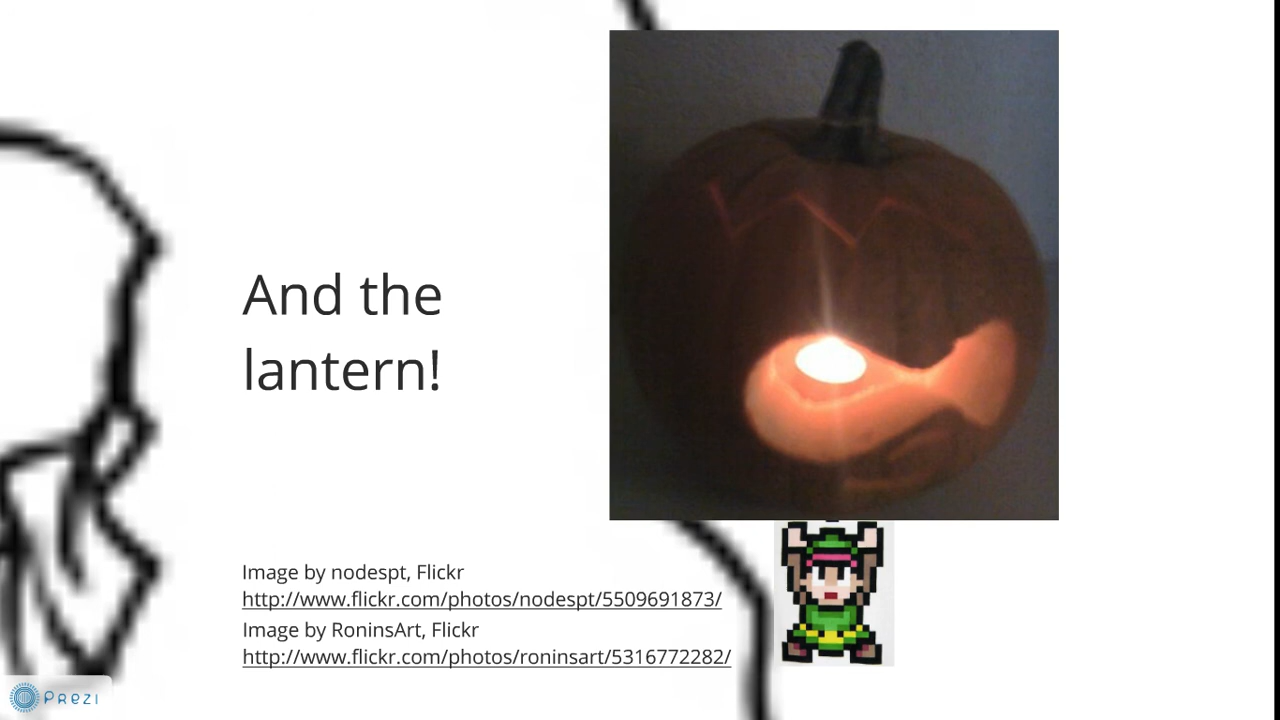 And the
lantern!
Image by nodespt, Flickr
http://www.flickr.com/photos/nodespt/5509691873/
Image by RoninsArt, Flickr
http://www.flickr.com/photos/roninsart/5316772282/
Prezi